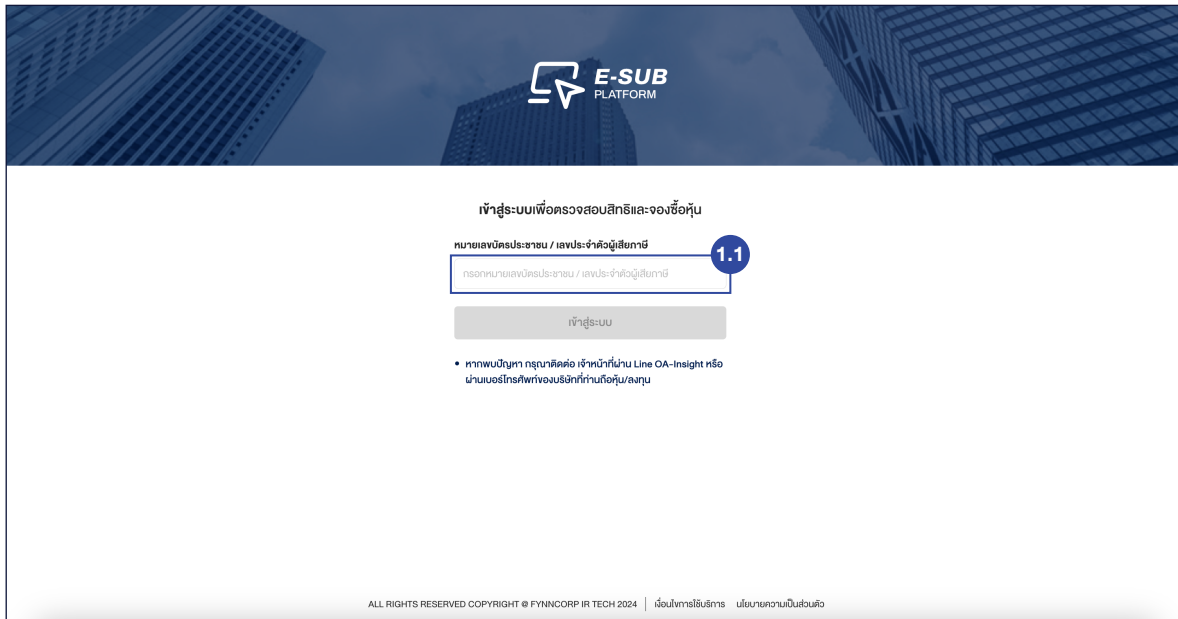 E-SUB
PLATFORM
เข้าสู่ระบบเพื่อตรวจสอบสิทธิและจองซื้อหุ้น
หมายเลขบัตรประชาชน / เลขประจำตัวผู้เสียภาษี
1.1
กรอกหมายเลขบัตรประชาชน / เลขประจำตัวผู้เสียภาษี
เข้าสู่ระบบ
• หากพบปัญหา กรุณาติดต่อ เจ้าหน้าที่ผ่าน Line OA-Insight หรือ
ผ่านเบอร์โทรศัพท์ของบริษัทที่ท่านถือหุ้น/ลงทุน
ALL RIGHTS RESERVED COPYRIGHT @ FYNNCORP IR TECH 2024 | เงื่อนไขการใช้บริการ นโยบายความเป็นส่วนตัว